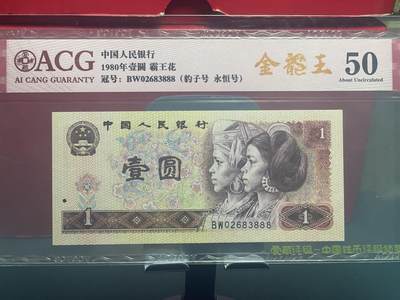 ACG
AI CANG GUARANTY
中国人民银行
1980年壹圆 霸王花
冠号：BW02683888（豹子号 永恒号）
金龍王
50
About Uncirculated
中国人民银行
1
壹圆
BW02683888
1
1